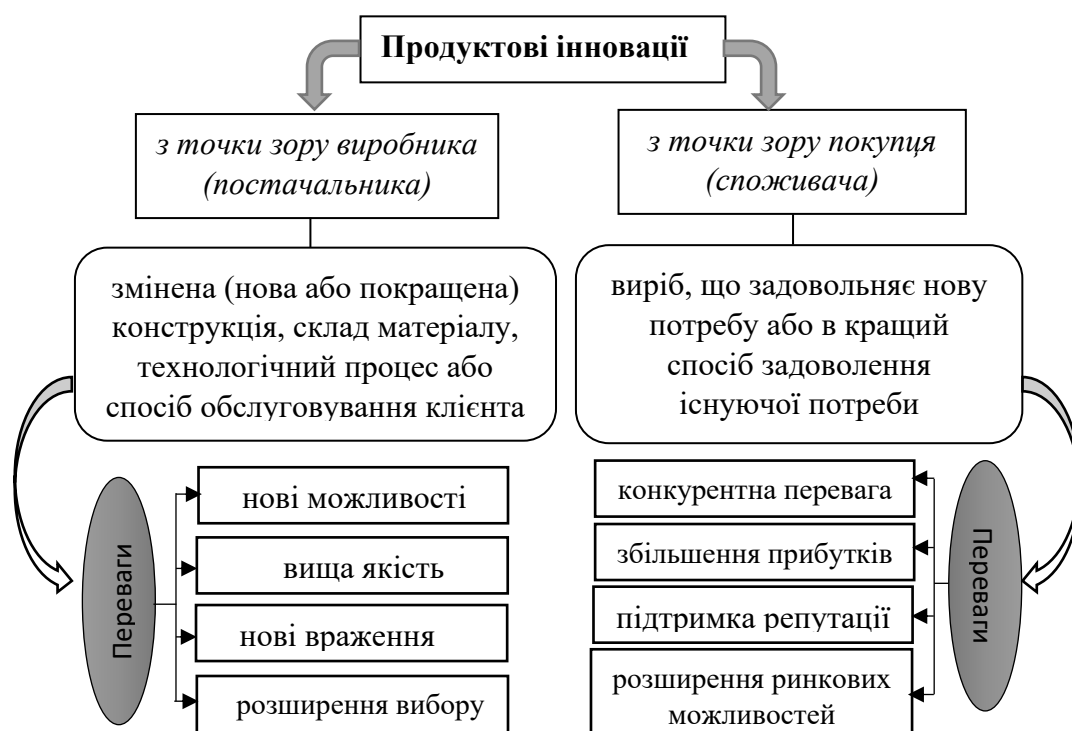 Продуктові інновації
з точки зору виробника
(постачальника)
з точки зору покупця
(споживача)
змінена (нова або покращена)
конструкція, склад матеріалу,
технологічний процес або
спосіб обслуговування клієнта
виріб, що задовольняє нову
потребу або в кращий
спосіб задоволення
існуючої потреби
Переваги
нові можливості
вища якість
нові враження
розширення вибору
конкурентна перевага
збільшення прибутків
підтримка репутації
розширення ринкових
можливостей
Переваги